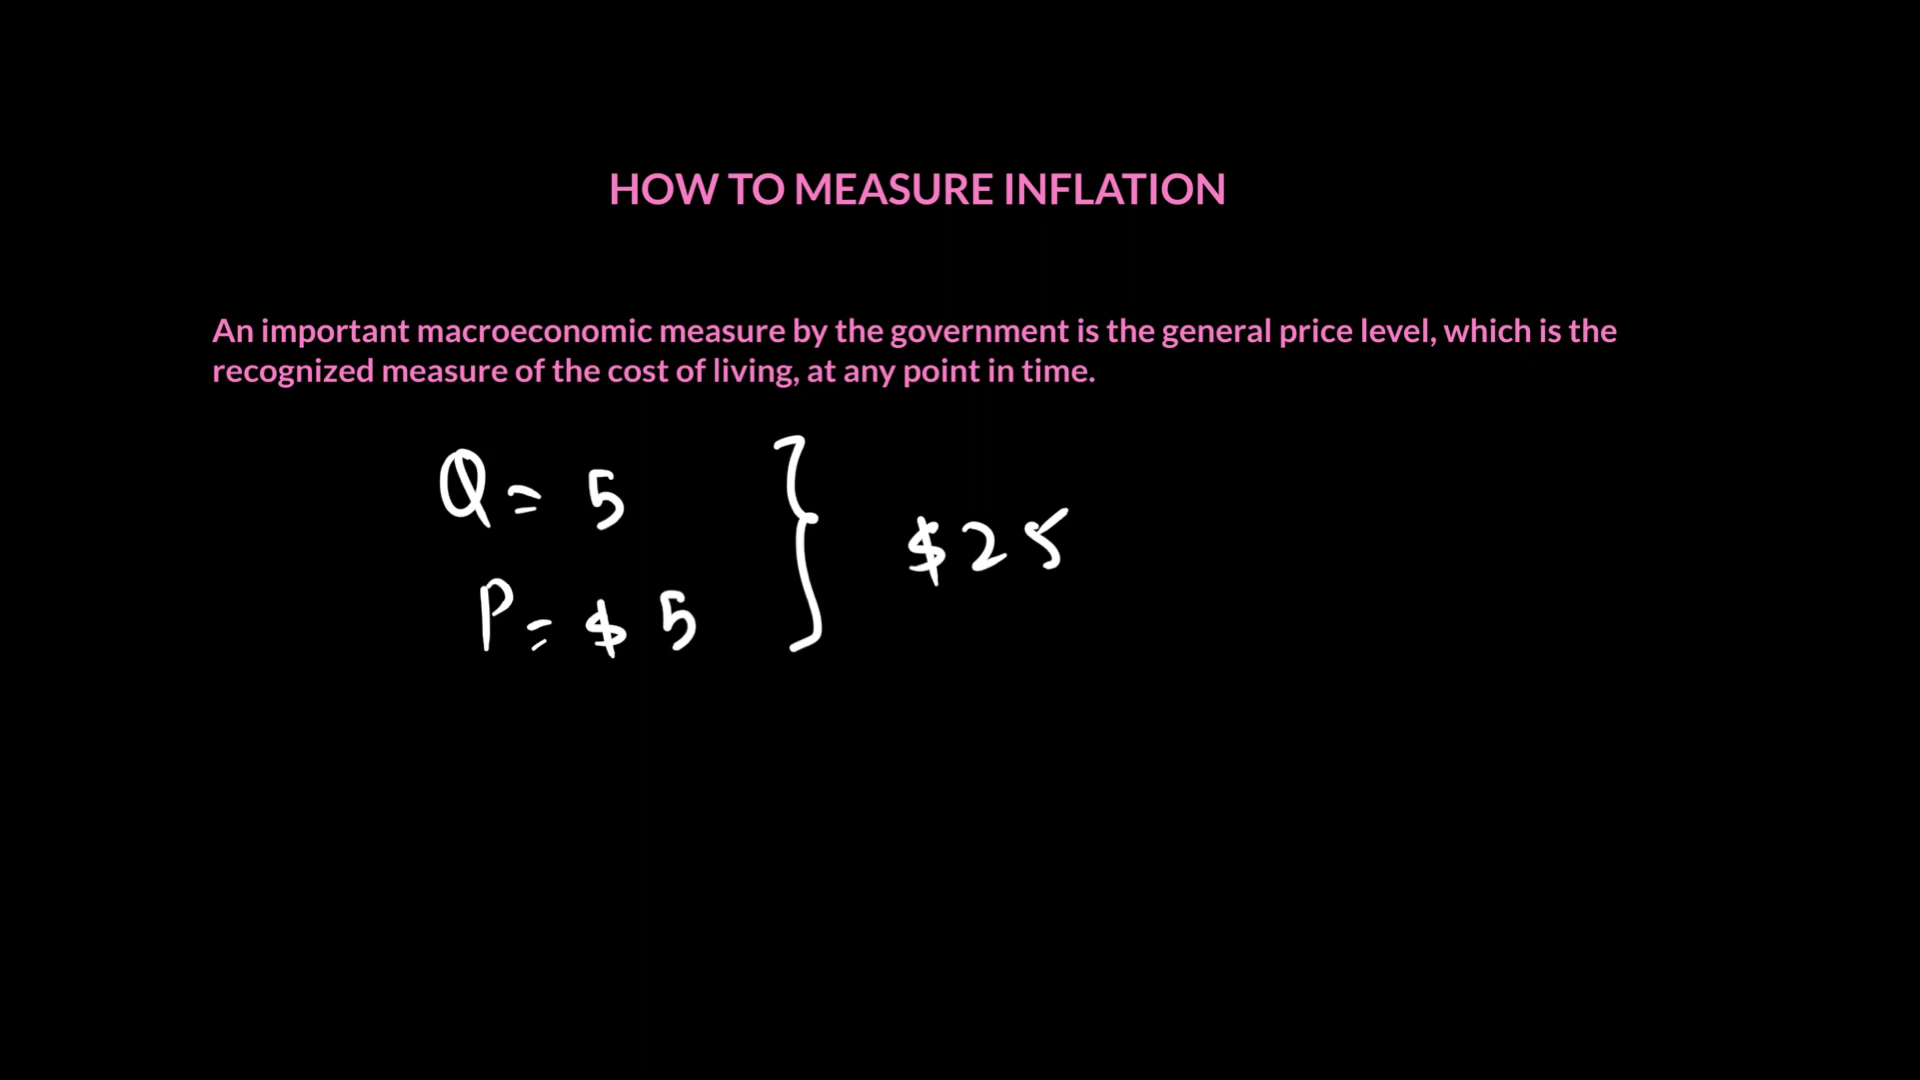 HOW TO MEASURE INFLATION
An important macroeconomic measure by the government is the general price level, which is the
recognized measure of the cost of living, at any point in time.
Q = 5
P = $ 5
} $25